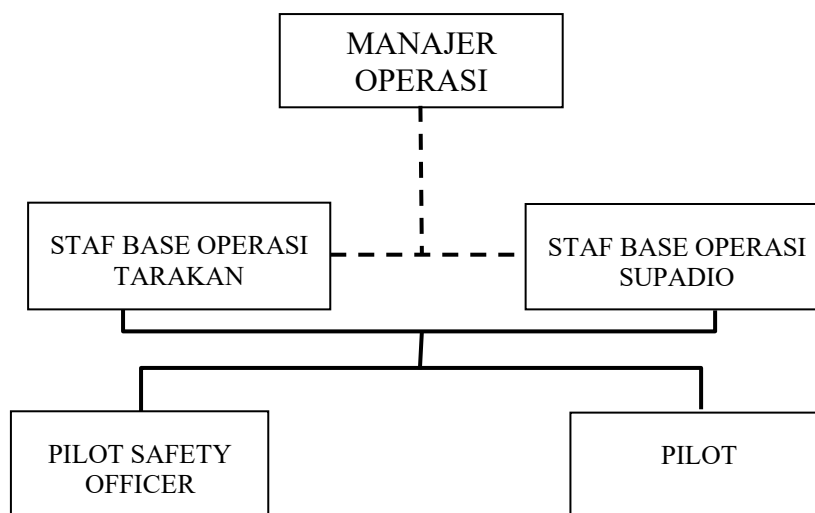 MANAJER
OPERASI
STAF BASE OPERASI
TARAKAN
STAF BASE OPERASI
SUPADIO
PILOT SAFETY
OFFICER
PILOT